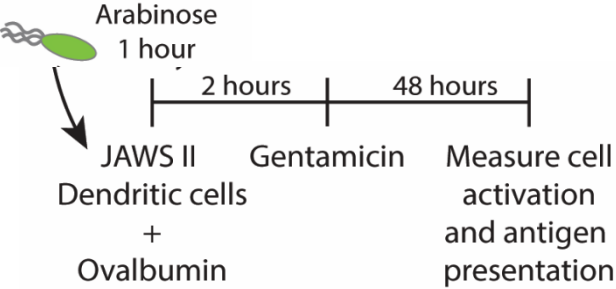 Arabinose
1 hour
2 hours
48 hours
JAWS II
Dendritic cells
+
Ovalbumin
Gentamicin
Measure cell
activation
and antigen
presentation